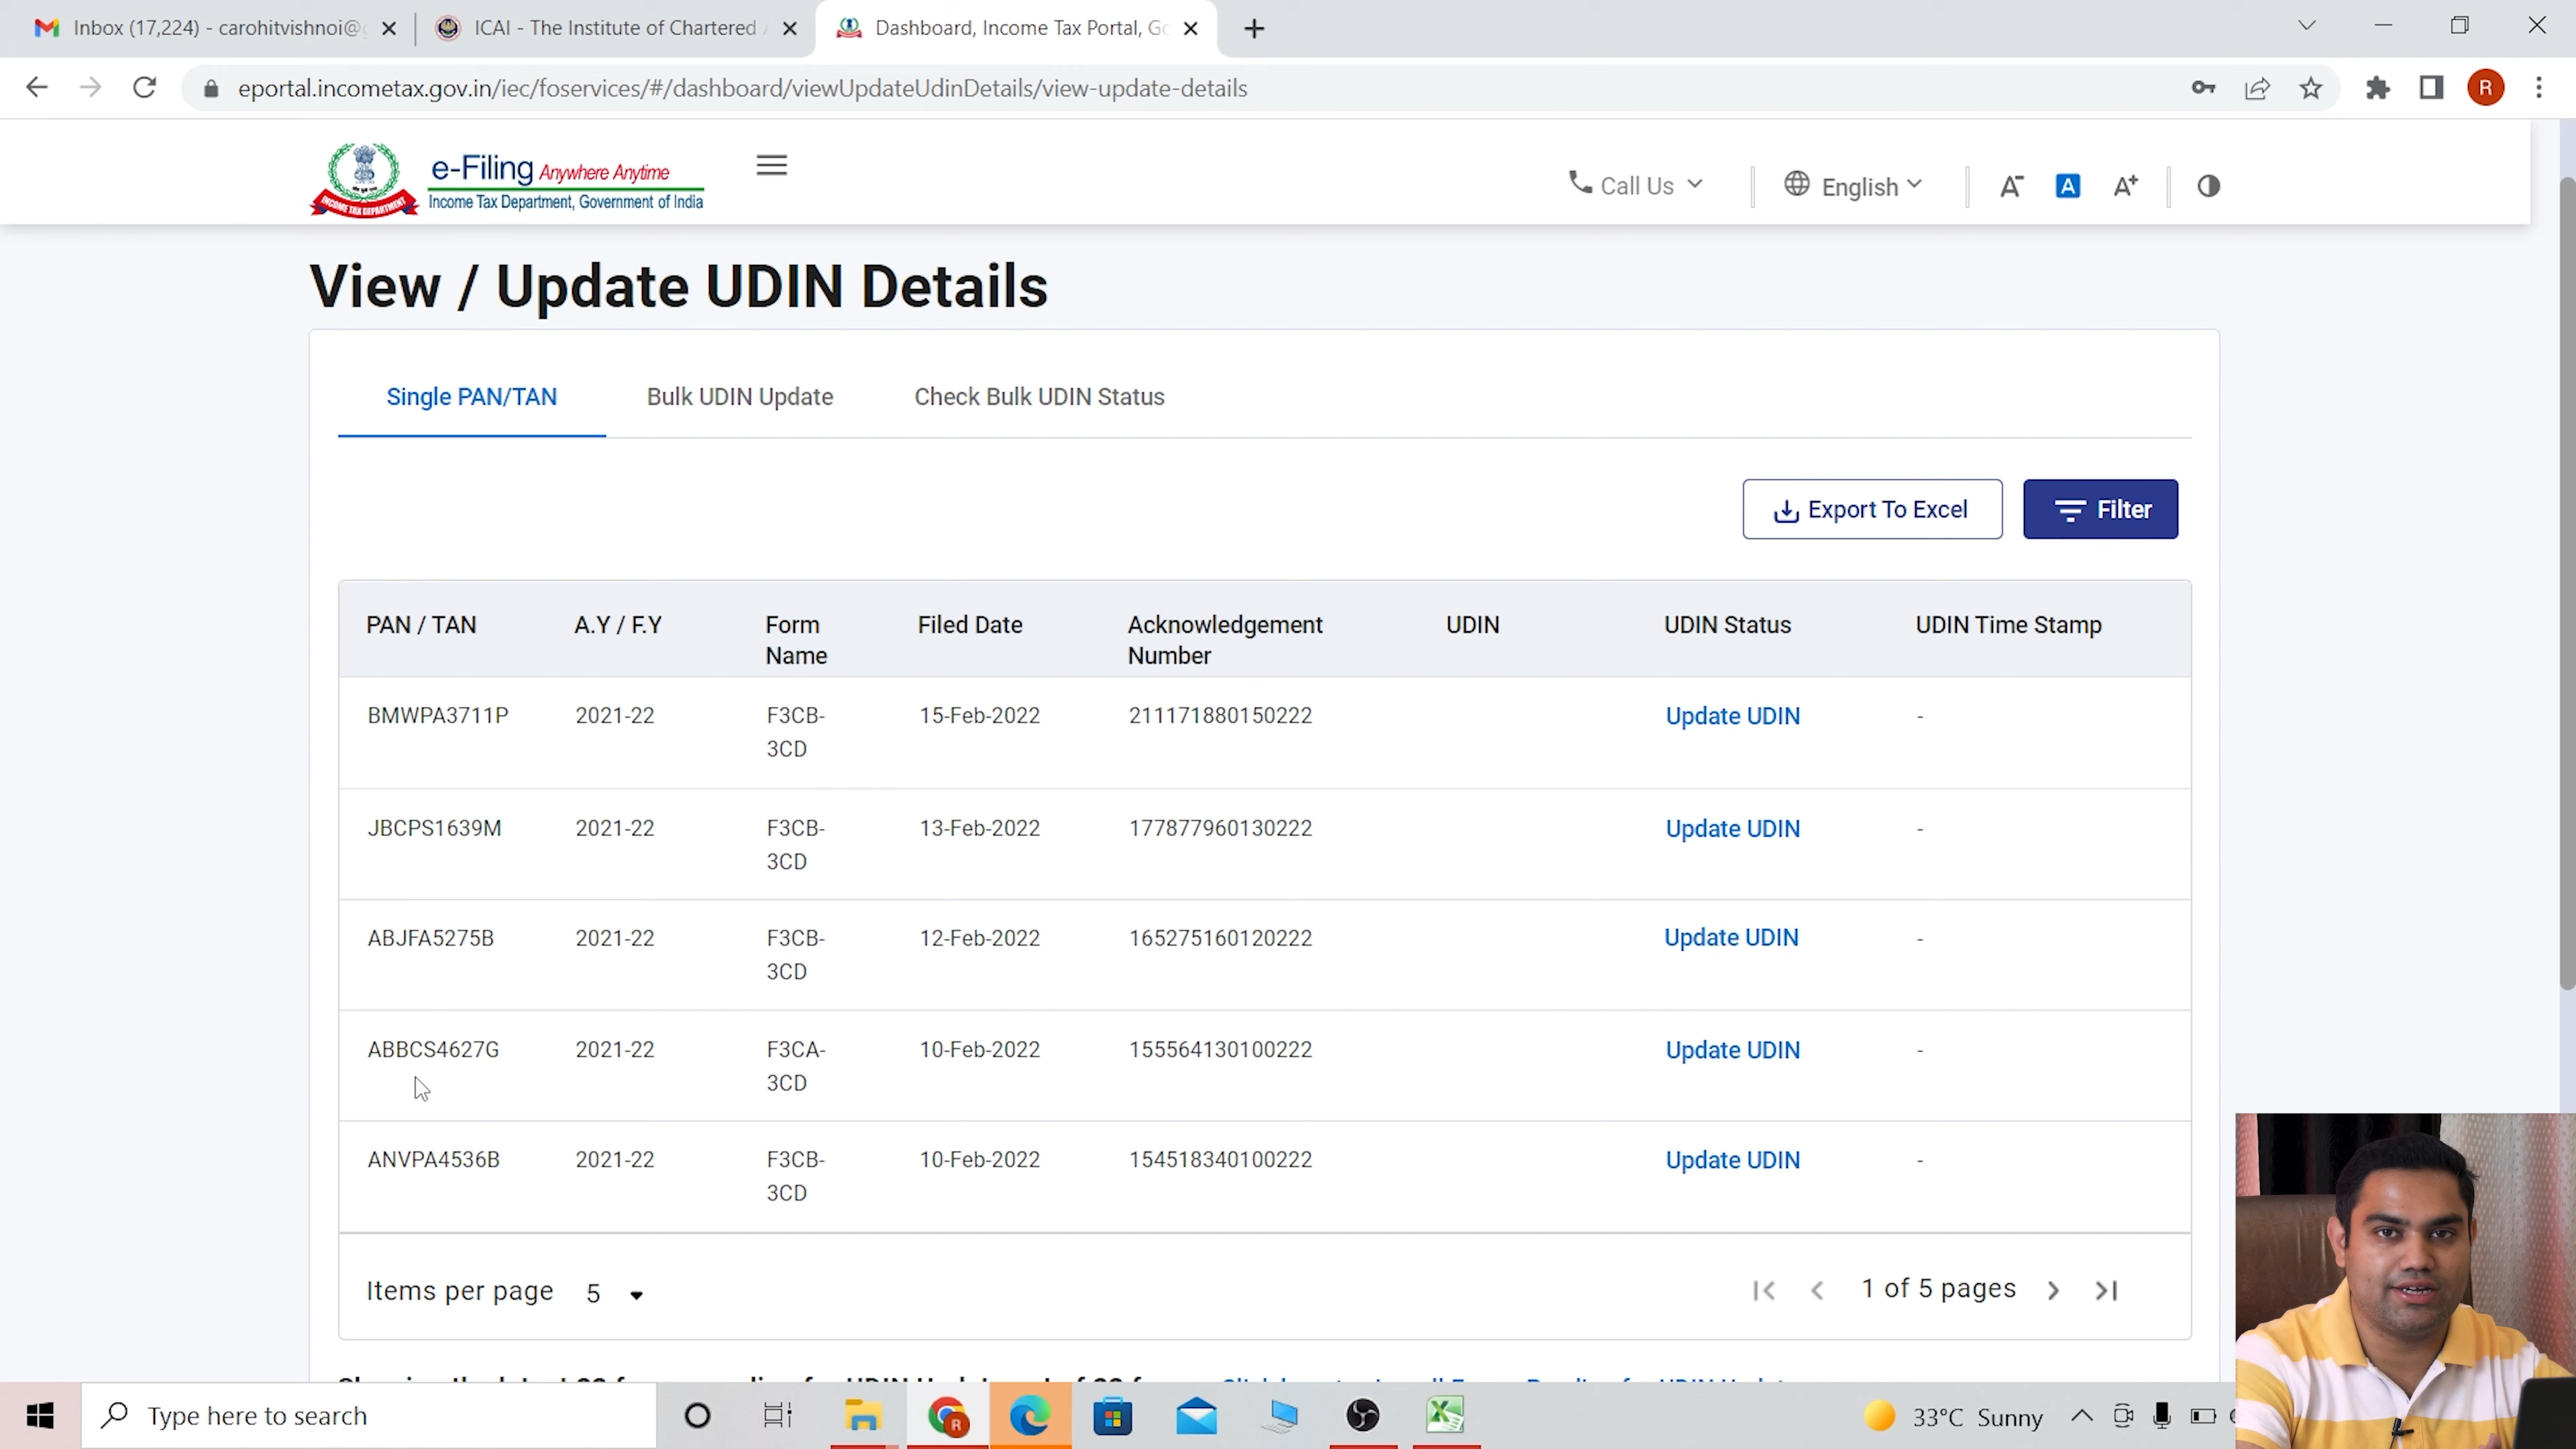 Inbox (17,224) - carohitvishnoi@g
ICAI - The Institute of Chartered A
Dashboard, Income Tax Portal, Go
eportal.incometax.gov.in/iec/foservices/#/dashboard/viewUpdateUdinDetails/view-update-details
R
e-Filing Anywhere Anytime
Income Tax Department, Government of India
INCOME TAX DEPARTMENT
Call Us
English
A-
A
A+
View / Update UDIN Details
Single PAN/TAN
Bulk UDIN Update
Check Bulk UDIN Status
Export To Excel
Filter
PAN / TAN A.Y / F.Y Form Name Filed Date Acknowledgement Number UDIN UDIN Status UDIN Time Stamp
BMWPA3711P 2021-22 F3CB-3CD 15-Feb-2022 211171880150222 Update UDIN -
JBCPS1639M 2021-22 F3CB-3CD 13-Feb-2022 177877960130222 Update UDIN -
ABJFA5275B 2021-22 F3CB-3CD 12-Feb-2022 165275160120222 Update UDIN -
ABBCS4627G 2021-22 F3CA-3CD 10-Feb-2022 155564130100222 Update UDIN -
ANVPA4536B 2021-22 F3CB-3CD 10-Feb-2022 154518340100222 Update UDIN -
Items per page 5
1 of 5 pages
Type here to search
R
33°C Sunny